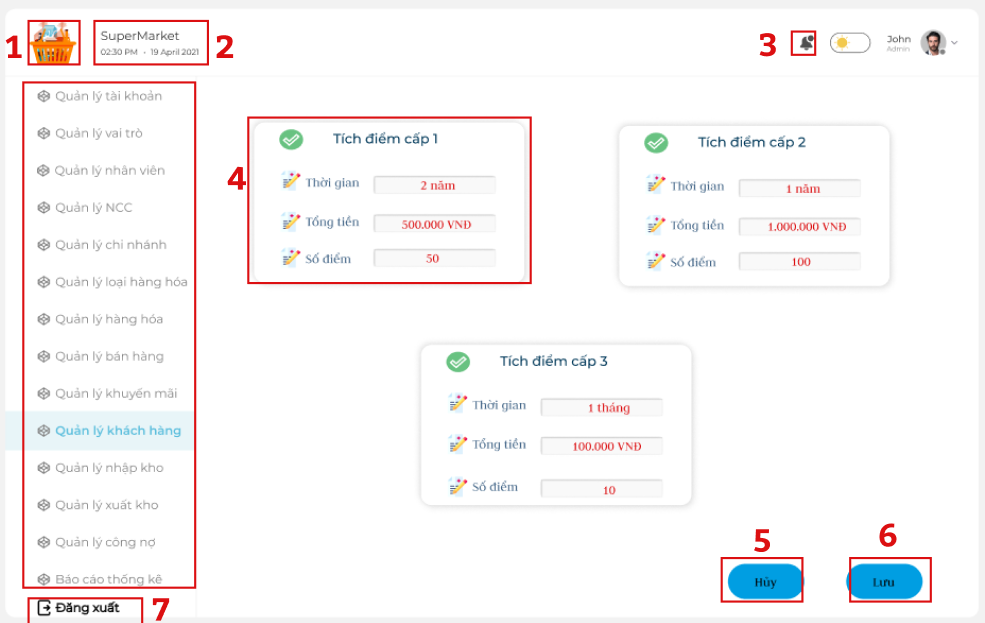 1
SuperMarket
02:30 PM • 19 April 2021
2
3
John
Admin
Quản lý tài khoản
Quản lý vai trò
Quản lý nhân viên
Quản lý NCC
Quản lý chi nhánh
Quản lý loại hàng hóa
Quản lý hàng hóa
Quản lý bán hàng
Quản lý khuyến mãi
Quản lý khách hàng
Quản lý nhập kho
Quản lý xuất kho
Quản lý công nợ
Báo cáo thống kê
Đăng xuất
7
4
Tích điểm cấp 1
Thời gian 2 năm
Tổng tiền 500.000 VNĐ
Số điểm 50
Tích điểm cấp 2
Thời gian 1 năm
Tổng tiền 1.000.000 VNĐ
Số điểm 100
Tích điểm cấp 3
Thời gian 1 tháng
Tổng tiền 100.000 VNĐ
Số điểm 10
5
Hủy
6
Lưu